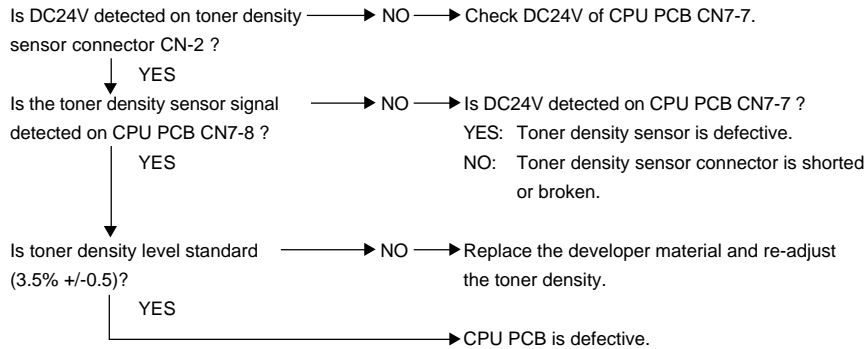 Is DC24V detected on toner density
sensor connector CN-2 ?
NO
Check DC24V of CPU PCB CN7-7.
YES
Is the toner density sensor signal
detected on CPU PCB CN7-8 ?
NO
Is DC24V detected on CPU PCB CN7-7 ?
YES: Toner density sensor is defective.
NO: Toner density sensor connector is shorted
or broken.
YES
Is toner density level standard
(3.5% +/-0.5)?
NO
Replace the developer material and re-adjust
the toner density.
YES
CPU PCB is defective.